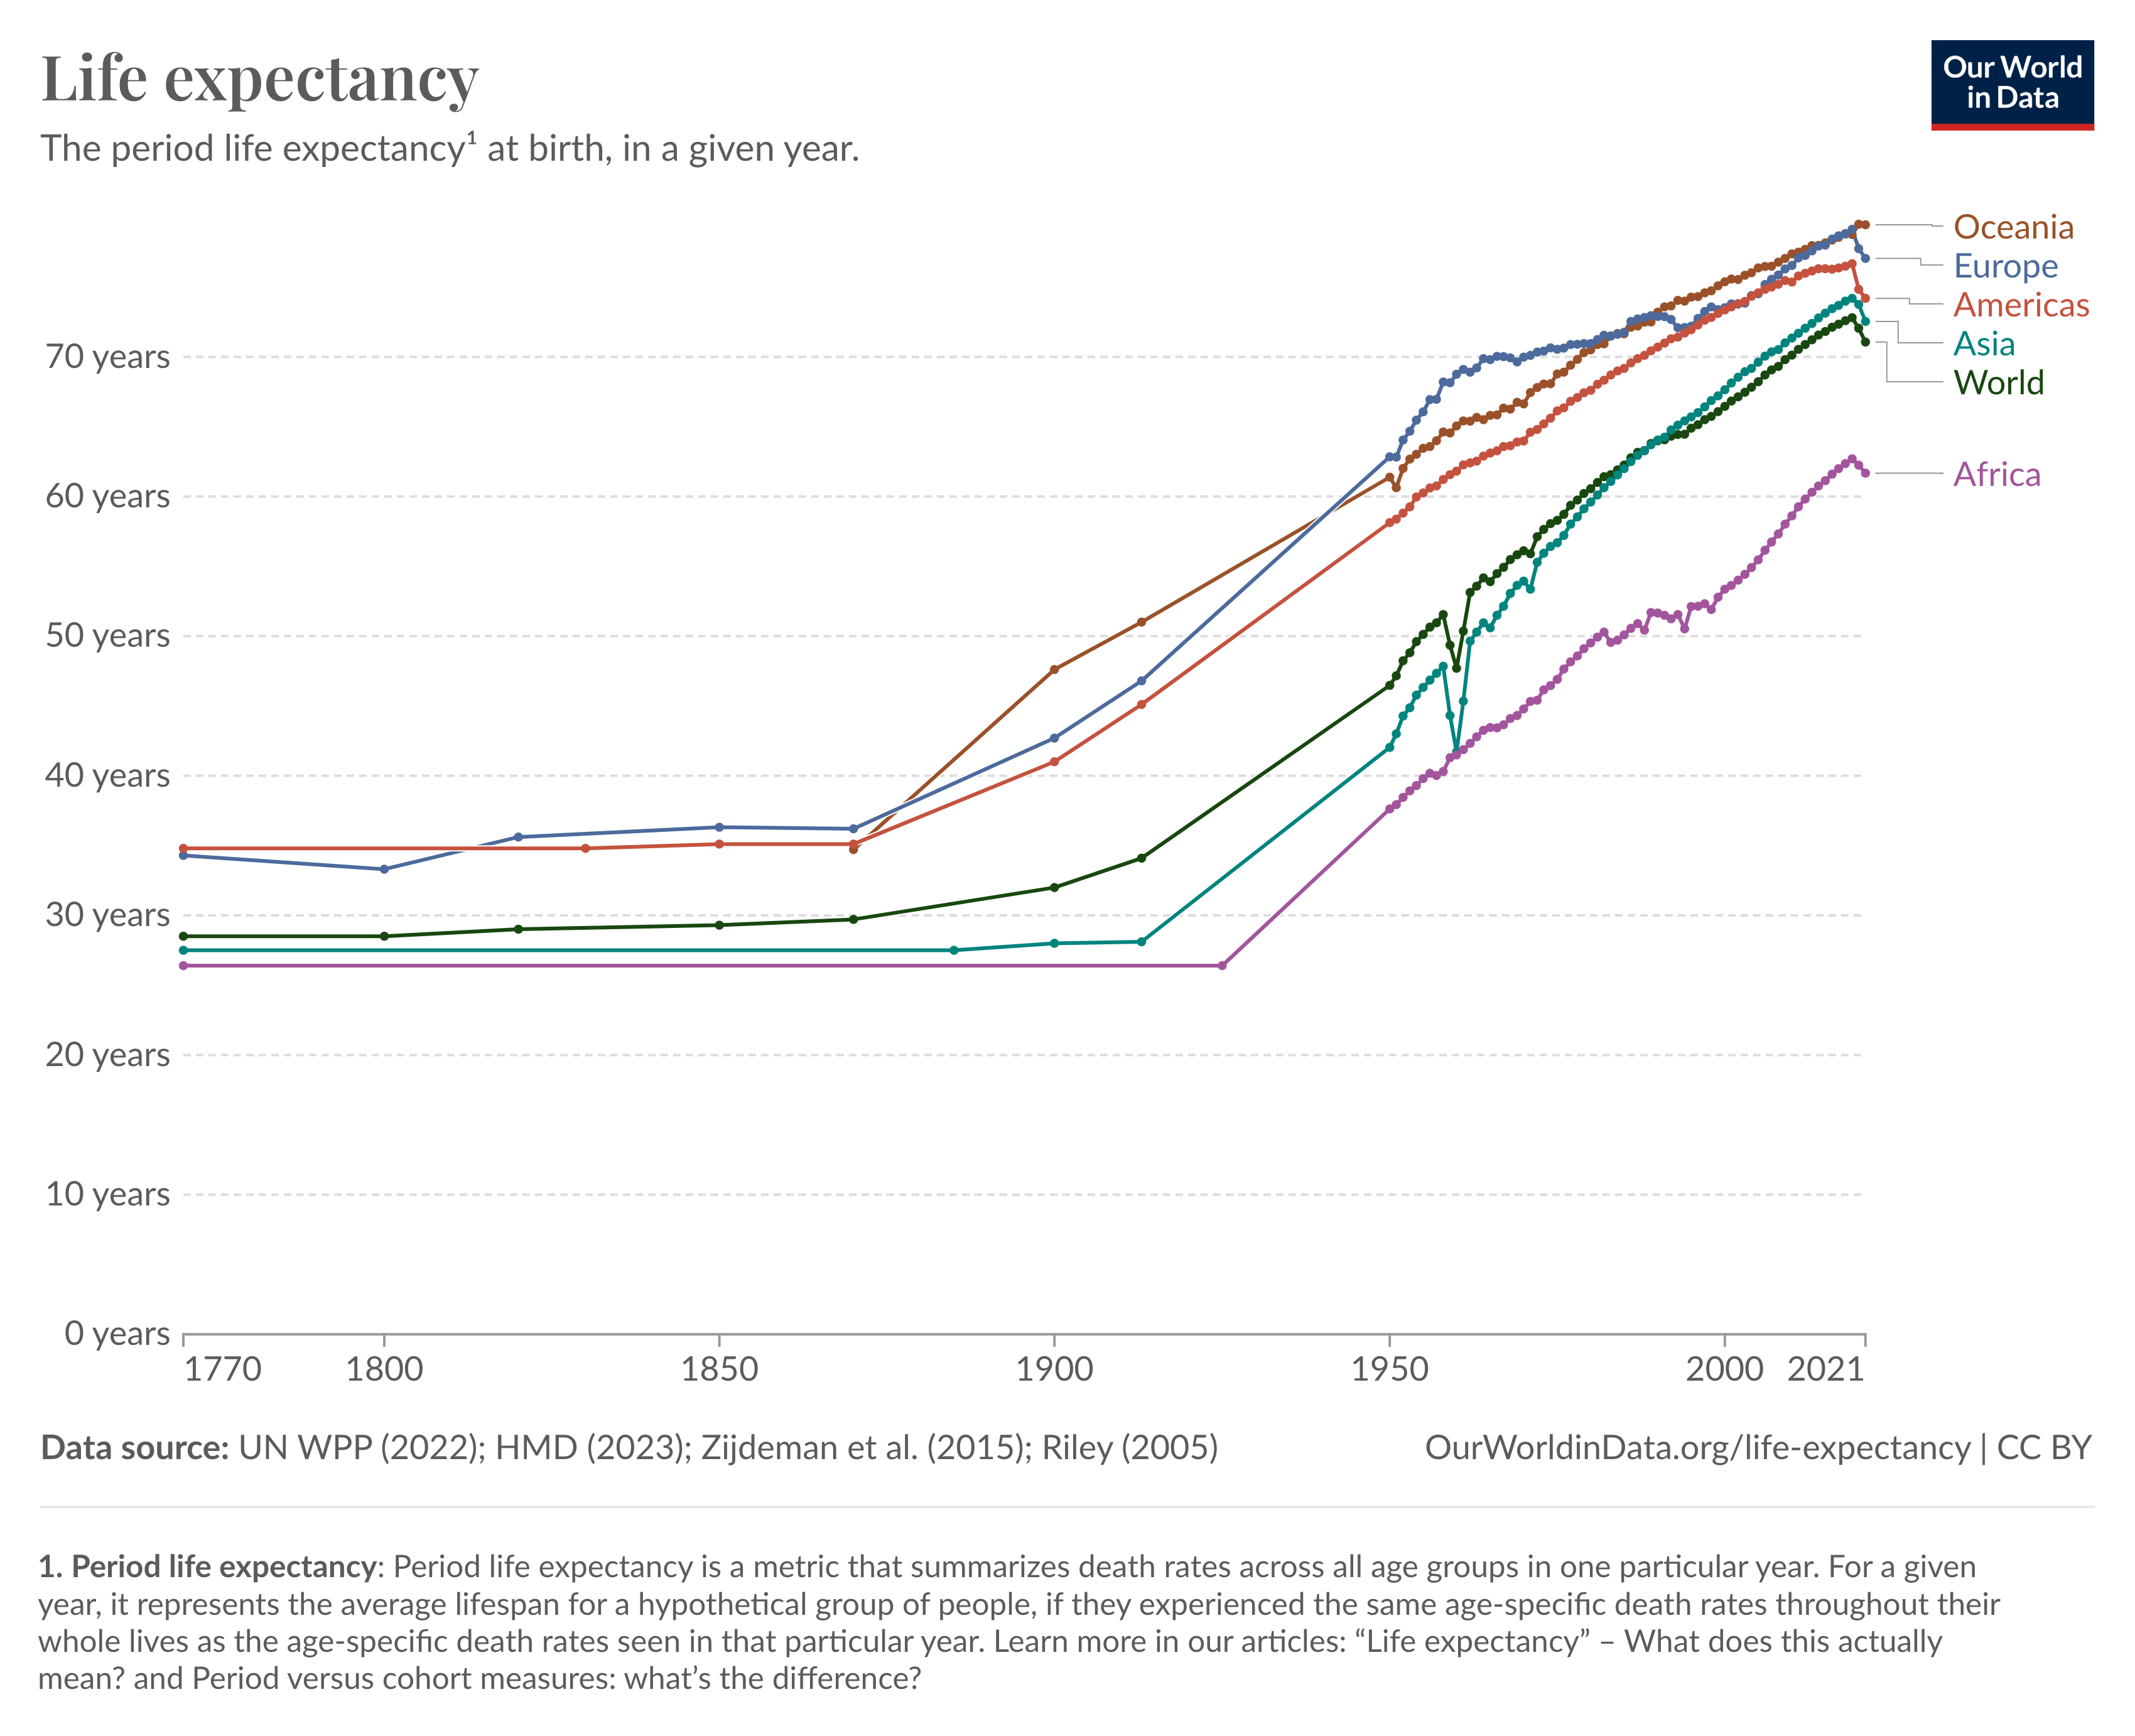 Life expectancy
The period life expectancy¹ at birth, in a given year.
Our World
in Data
Oceania
Europe
Americas
Asia
World
Africa
70 years
60 years
50 years
40 years
30 years
20 years
10 years
0 years
1770 1800 1850 1900 1950 2000 2021
Data source: UN WPP (2022); HMD (2023); Zijdeman et al. (2015); Riley (2005)
OurWorldinData.org/life-expectancy | CC BY
1. Period life expectancy: Period life expectancy is a metric that summarizes death rates across all age groups in one particular year. For a given
year, it represents the average lifespan for a hypothetical group of people, if they experienced the same age-specific death rates throughout their
whole lives as the age-specific death rates seen in that particular year. Learn more in our articles: “Life expectancy” – What does this actually
mean? and Period versus cohort measures: what’s the difference?